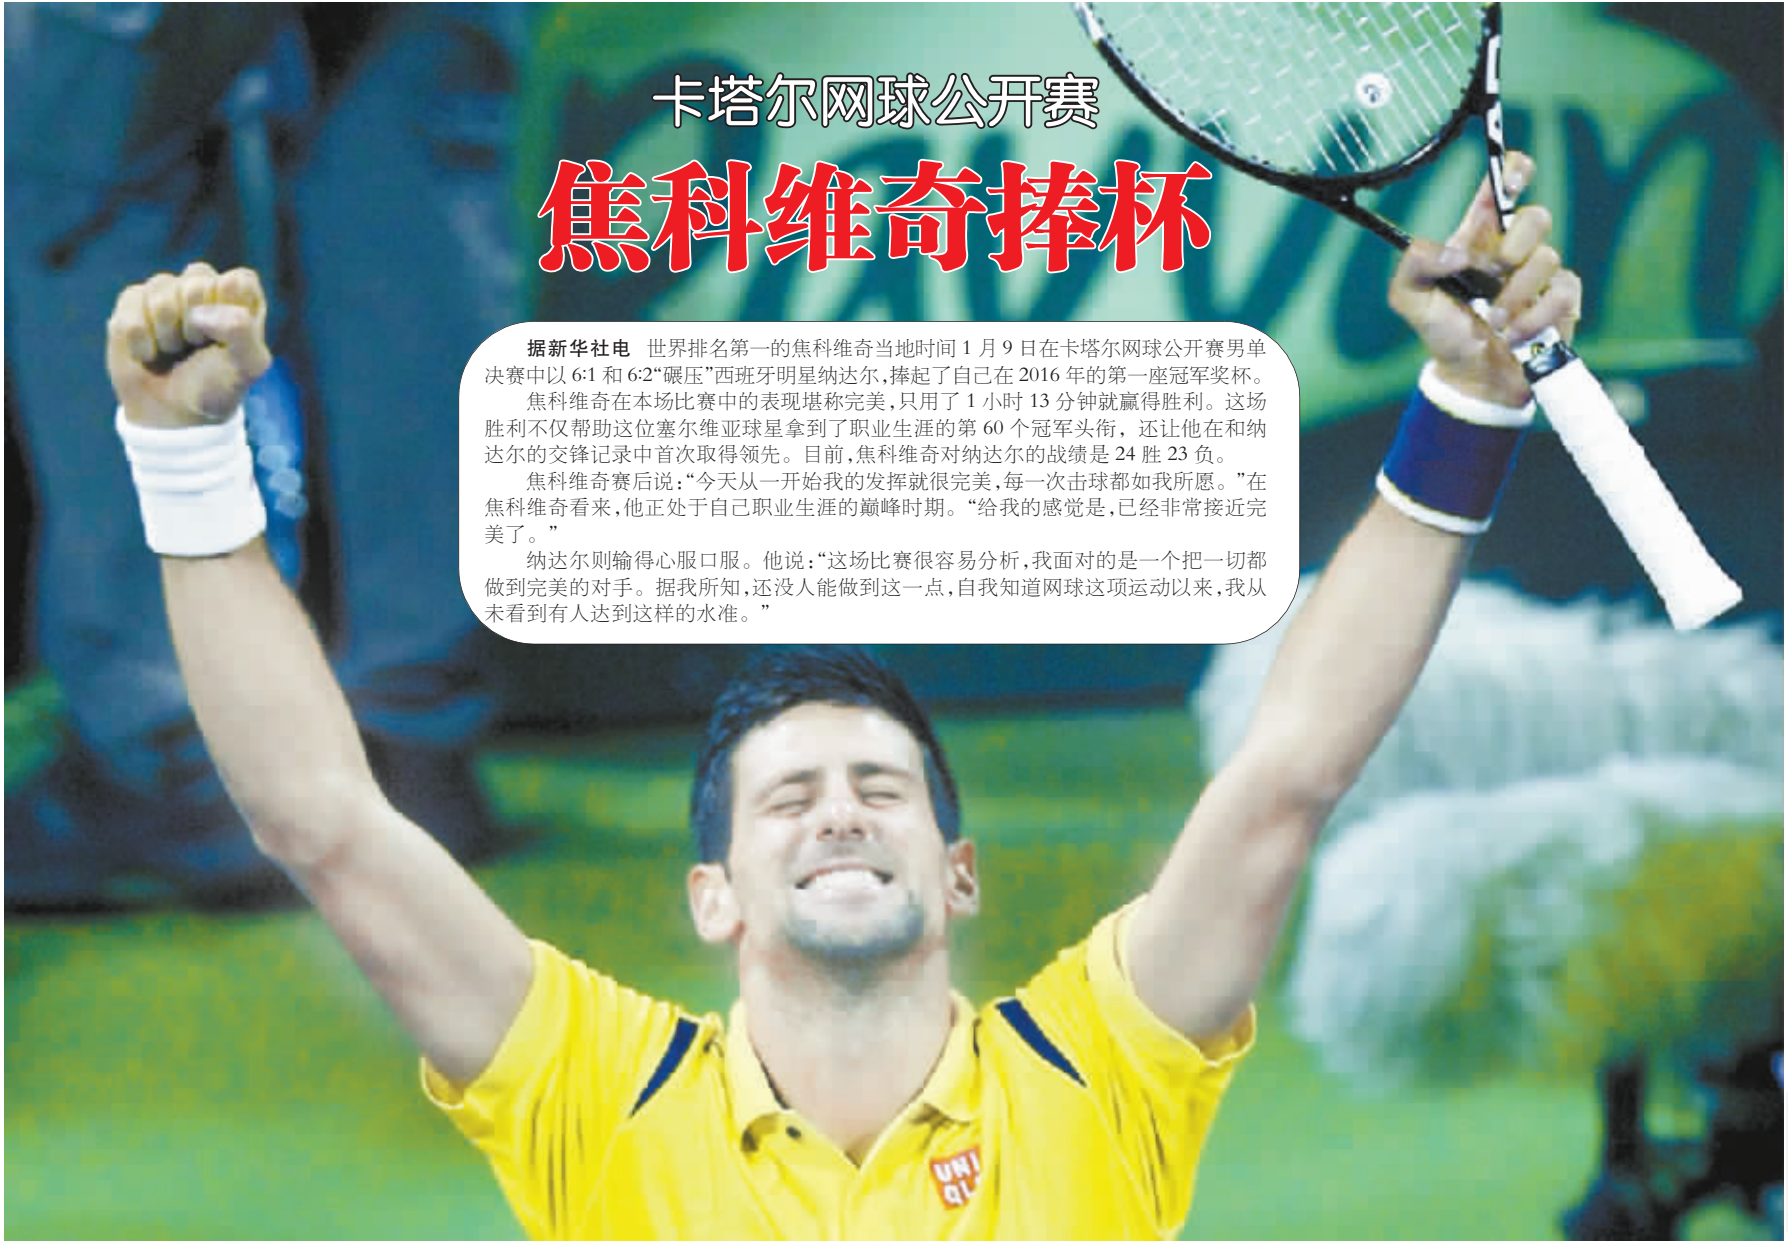 卡塔尔网球公开赛
焦科维奇捧杯
据新华社电 世界排名第一的焦科维奇当地时间1月9日在卡塔尔网球公开赛男单
决赛中以6:1和6:2“碾压”西班牙明星纳达尔,捧起了自己在2016年的第一座冠军奖杯。
焦科维奇在本场比赛中的表现堪称完美,只用了1小时13分钟就赢得胜利。这场
胜利不仅帮助这位塞尔维亚球星拿到了职业生涯的第60个冠军头衔,还让他在和纳
达尔的交锋记录中首次取得领先。目前,焦科维奇对纳达尔的战绩是24胜23负。
焦科维奇赛后说:“今天从一开始我的发挥就很完美,每一次击球都如我所愿。”在
焦科维奇看来,他正处于自己职业生涯的巅峰时期。“给我的感觉是,已经非常接近完
美了。”
纳达尔则输得心服口服。他说:“这场比赛很容易分析,我面对的是一个把一切都
做到完美的对手。据我所知,还没人能做到这一点,自我知道网球这项运动以来,我从
未看到有人达到这样的水准。”
UNI
QL